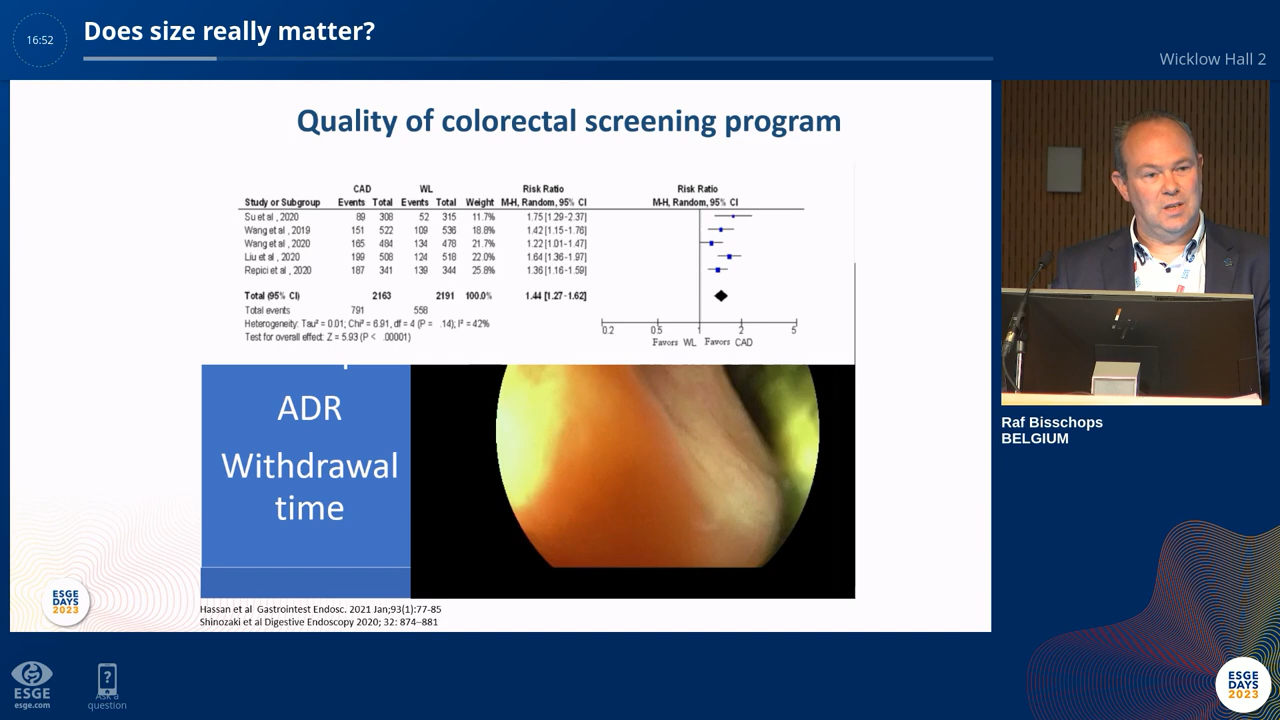 16:52
Does size really matter?
Wicklow Hall 2
Quality of colorectal screening program
CAD WL Risk Ratio Risk Ratio
Study or Subgroup Events Total Events Total Weight M-H, Random, 95% CI M-H, Random, 95% CI
Su et al , 2020 89 308 52 315 11.7% 1.75 [1.29-2.37]
Wang et al , 2019 151 522 109 536 18.8% 1.42 [1.15-1.76]
Wang et al , 2020 165 484 134 478 21.7% 1.22 [1.01-1.47]
Liu et al , 2020 199 508 124 518 22.0% 1.64 [1.36-1.97]
Repici et al , 2020 187 341 139 344 25.8% 1.36 [1.16-1.59]
Total (95% CI) 2163 2191 100.0% 1.44 [1.27-1.62]
Total events 791 558
Heterogeneity: Tau² = 0.01; Chi² = 6.91, df = 4 (P = .14); I² = 42%
Test for overall effect: Z = 5.93 (P < .00001)
0.2 0.5 1 2 5
Favors WL Favors CAD
ADR
Withdrawal
time
Hassan et al Gastrointest Endosc. 2021 Jan;93(1):77-85
Shinozaki et al Digestive Endoscopy 2020; 32: 874–881
ESGE
DAYS
2023
Raf Bisschops
BELGIUM
ESGE
esge.com
?
Ask a
question
ESGE
DAYS
2023